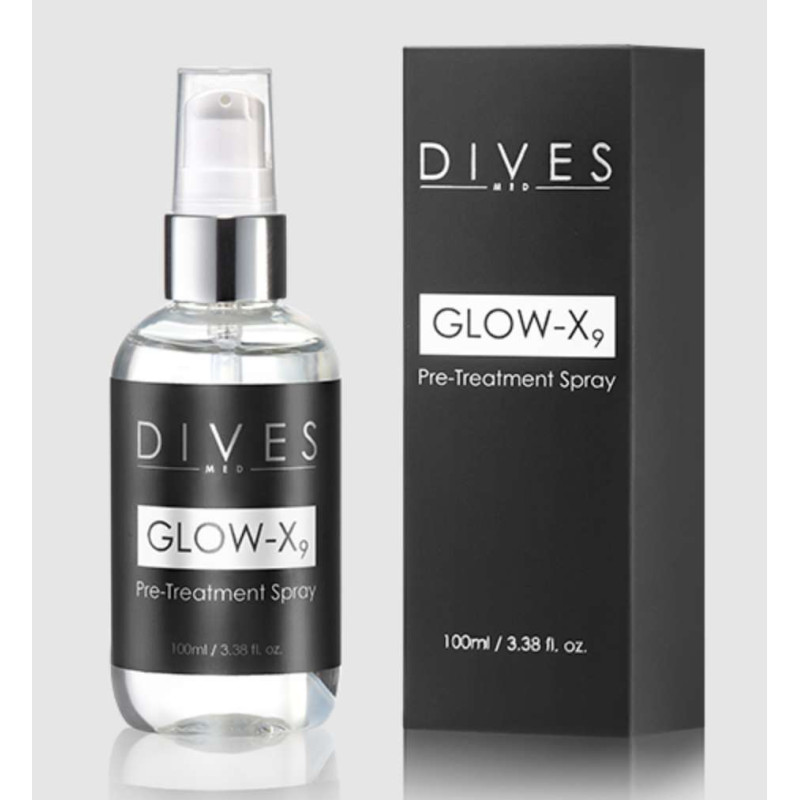 DIVES
MED
GLOW-X₉
Pre-Treatment Spray
100ml / 3.38 fl. oz.
DIVES
MED
GLOW-X₉
Pre-Treatment Spray
100ml / 3.38 fl. oz.